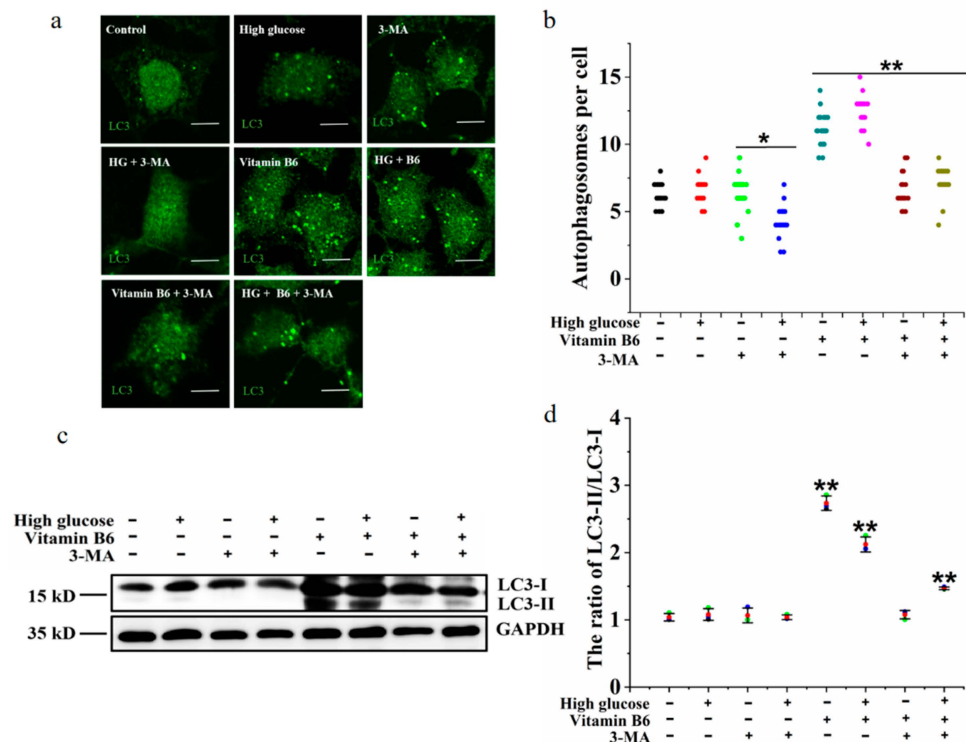 a
Control
LC3
High glucose
LC3
3-MA
LC3
HG + 3-MA
LC3
Vitamin B6
LC3
HG + B6
LC3
Vitamin B6 + 3-MA
LC3
HG + B6 + 3-MA
LC3
b
Autophagosomes per cell
15
10
5
0
*
**
High glucose - + - + - + - +
Vitamin B6 - - - - + + + +
3-MA - - + + - - + +
c
High glucose - + - + - + - +
Vitamin B6 - - - - + + + +
3-MA - - + + - - + +
15 kD
LC3-I
LC3-II
35 kD
GAPDH
d
The ratio of LC3-II/LC3-I
4
3
2
1
0
**
**
**
High glucose - + - + - + - +
Vitamin B6 - - - - + + + +
3-MA - - + + - - + +